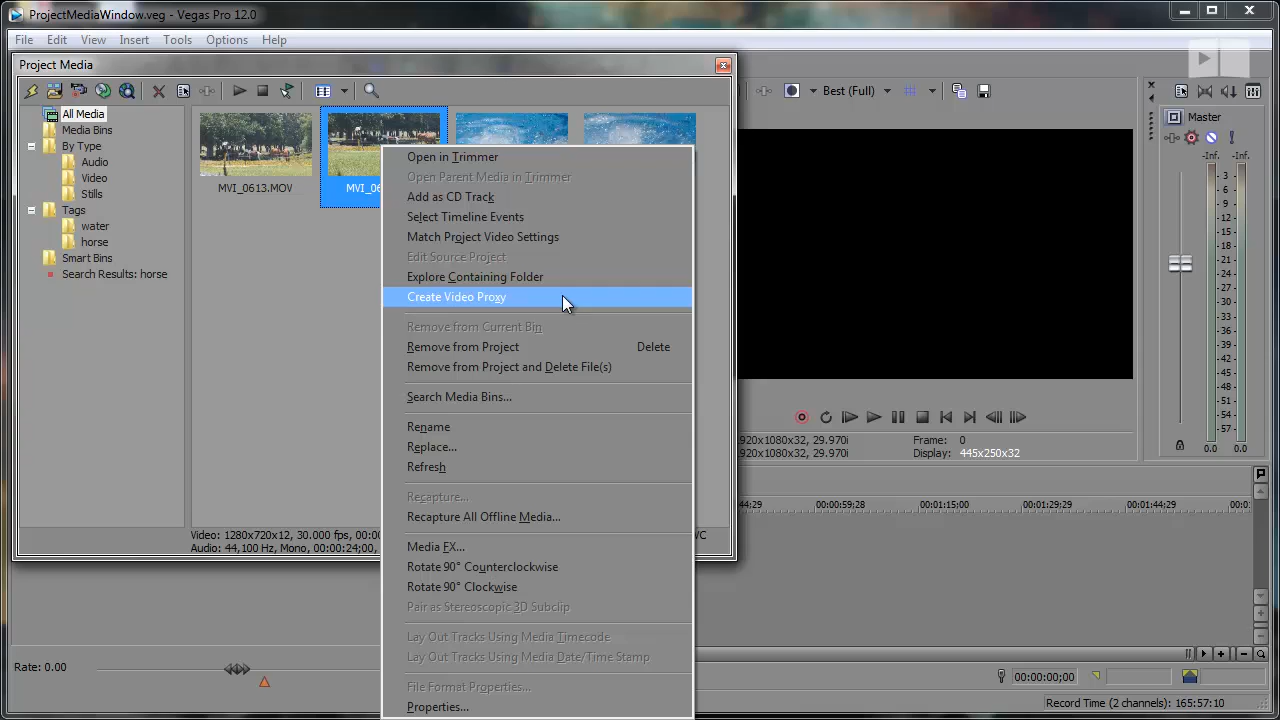 ProjectMediaWindow.veg - Vegas Pro 12.0
File Edit View Insert Tools Options Help
Project Media
Best (Full)
All Media
Media Bins
By Type
Audio
Video
Stills
Tags
water
horse
Smart Bins
Search Results: horse
MVI_0613.MOV
Video: 1280x720x12, 30.000 fps,
Audio: 44,100 Hz, Mono, 00:00:24;00,
Open in Trimmer
Open Parent Media in Trimmer
Add as CD Track
Select Timeline Events
Match Project Video Settings
Edit Source Project
Explore Containing Folder
Create Video Proxy
Remove from Current Bin
Remove from Project Delete
Remove from Project and Delete File(s)
Search Media Bins...
Rename
Replace...
Refresh
Recapture...
Recapture All Offline Media...
Media FX...
Rotate 90° Counterclockwise
Rotate 90° Clockwise
Pair as Stereoscopic 3D Subclip
Lay Out Tracks Using Media Timecode
Lay Out Tracks Using Media Date/Time Stamp
File Format Properties...
Properties...
Master
-Inf. -Inf.
- 3 -
- 6 -
- 9 -
-12-
-15-
-18-
-21-
-24-
-27-
-30-
-33-
-36-
-39-
-42-
-45-
-48-
-51-
-54-
-57-
0.0 0.0
920x1080x32, 29.970i Frame: 0
920x1080x32, 29.970i Display: 445x250x32
00:00:59;28 00:01:15;00 00:01:29;29 00:01:44;29
Rate: 0.00
00:00:00;00
Record Time (2 channels): 165:57:10